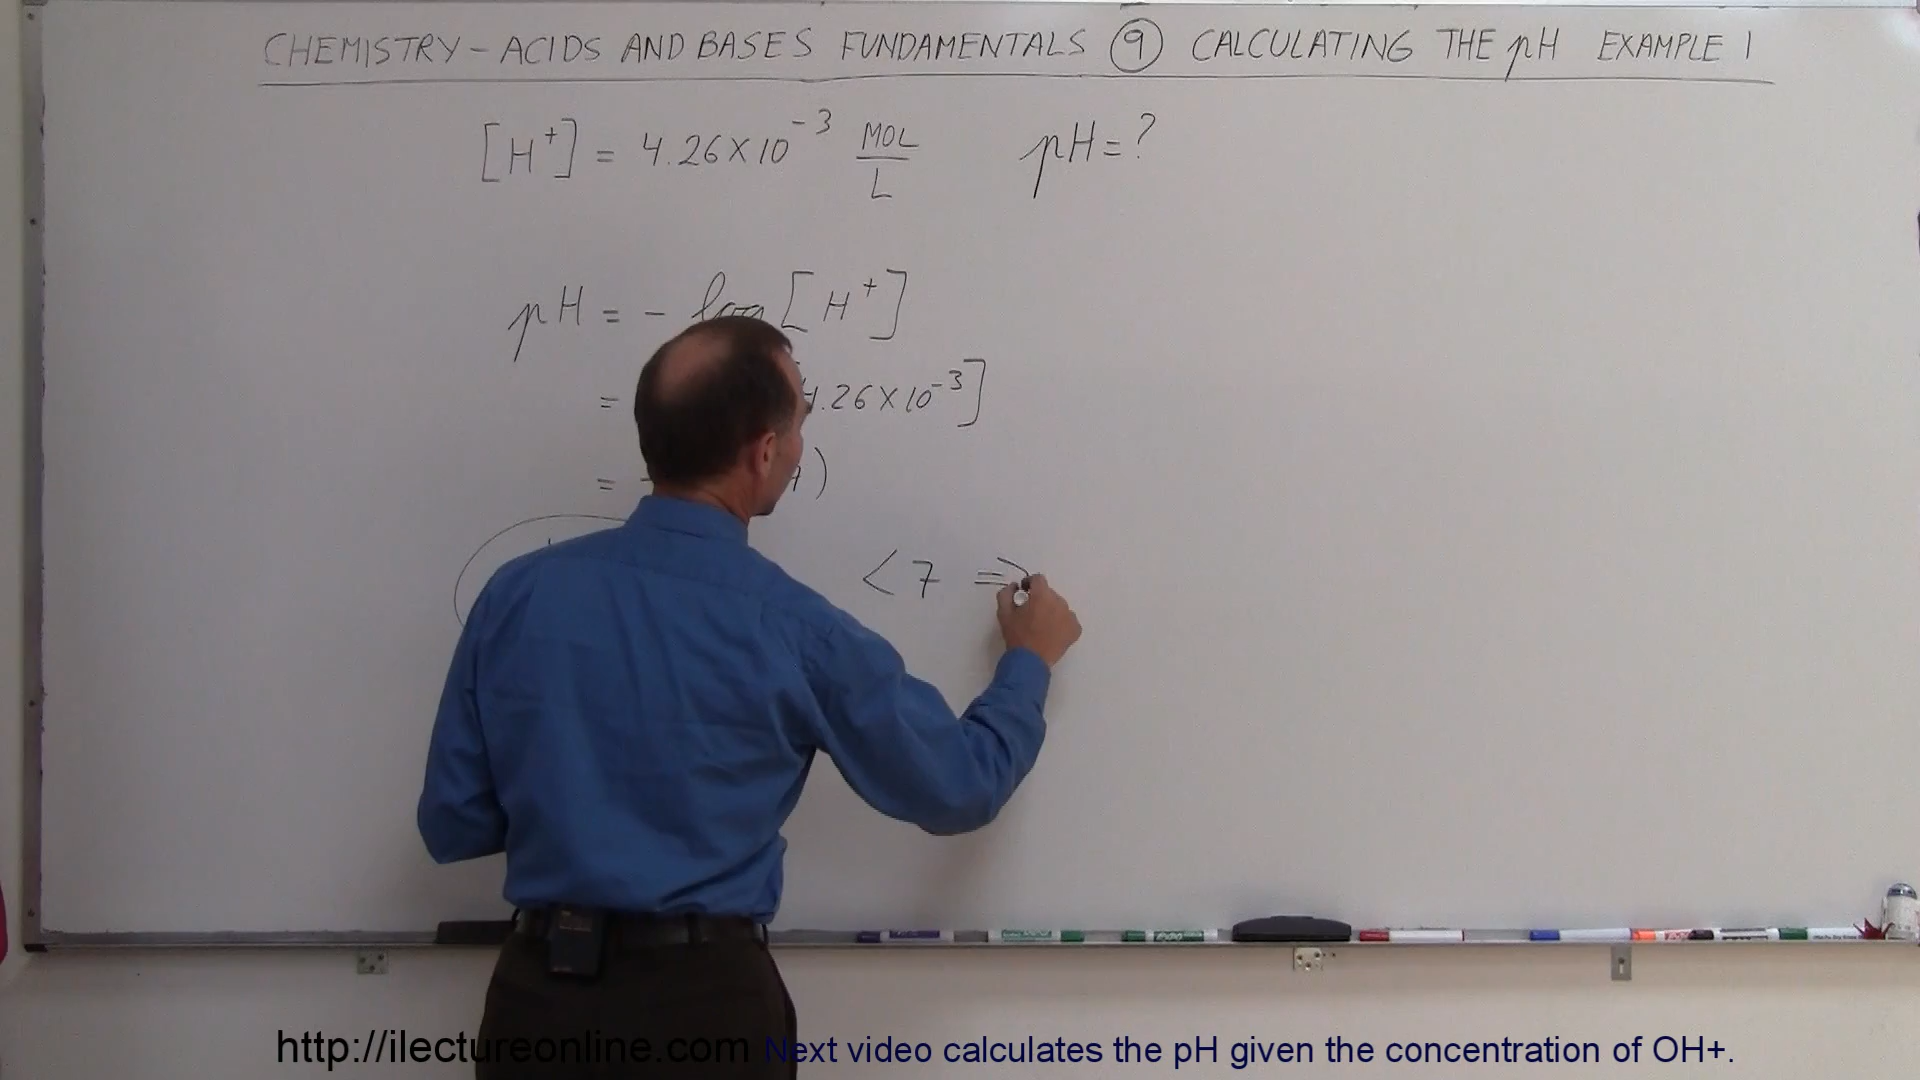 CHEMISTRY - ACIDS AND BASES FUNDAMENTALS 9 CALCULATING THE pH EXAMPLE 1
[H⁺] = 4.26 X 10⁻³ MOL/L pH = ?
pH = - log [H⁺]
= 4.26 X 10⁻³]
= )
< 7 ⇒
http://ilectureonline.com Next video calculates the pH given the concentration of OH+.